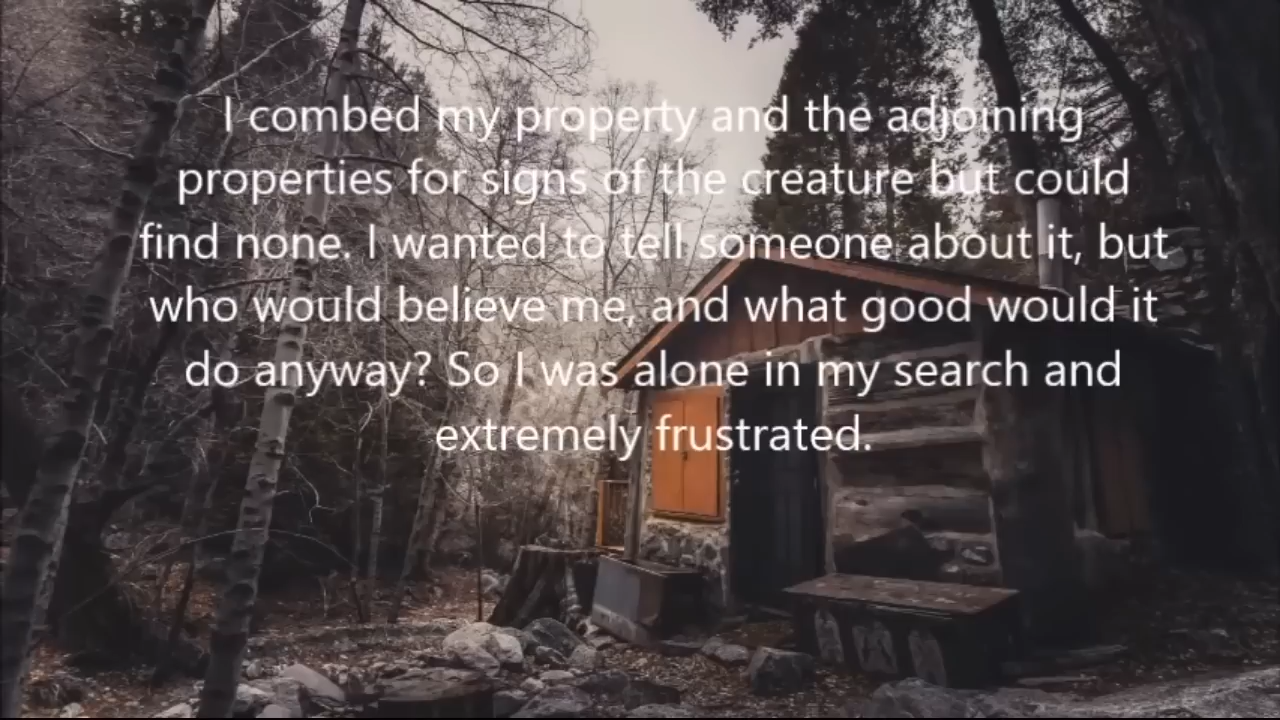 I combed my property and the adjoining
properties for signs of the creature but could
find none. I wanted to tell someone about it, but
who would believe me, and what good would it
do anyway? So I was alone in my search and
extremely frustrated.